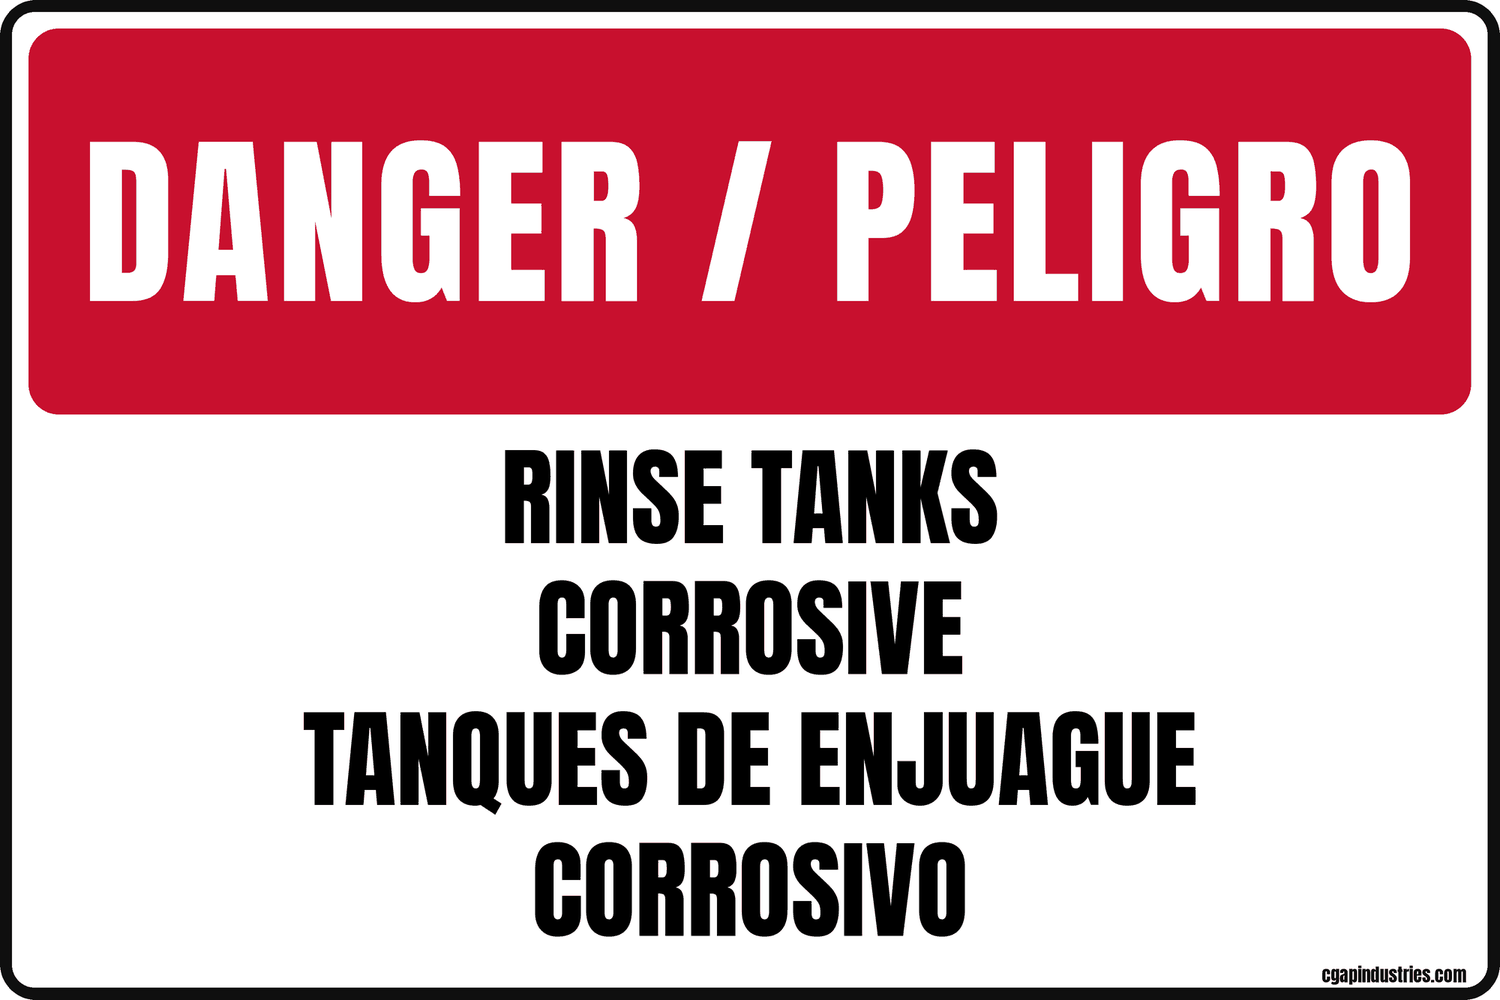 DANGER / PELIGRO
RINSE TANKS
CORROSIVE
TANQUES DE ENJUAGUE
CORROSIVO
cgapindustries.com